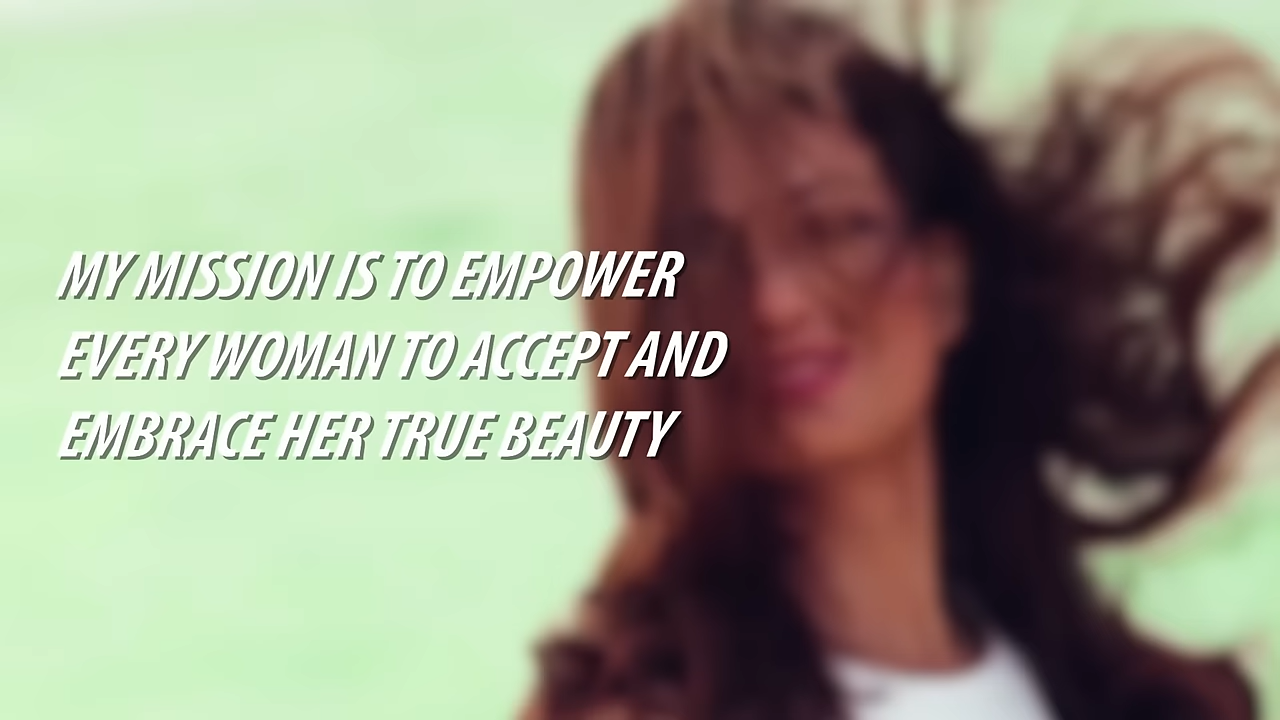 MY MISSION IS TO EMPOWER
EVERY WOMAN TO ACCEPT AND
EMBRACE HER TRUE BEAUTY